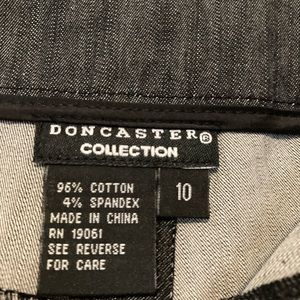 DONCASTER®
COLLECTION
96% COTTON
4% SPANDEX
MADE IN CHINA
RN 19061
SEE REVERSE
FOR CARE
10